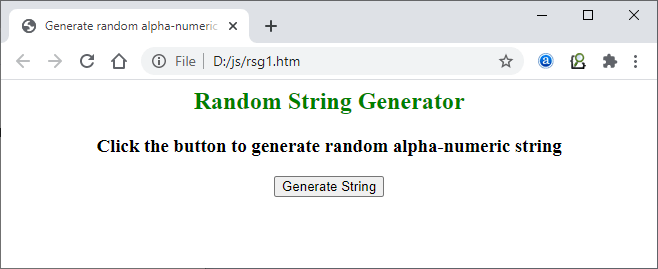 Generate random alpha-numeric
File
D:/js/rsg1.htm
Random String Generator
Click the button to generate random alpha-numeric string
Generate String